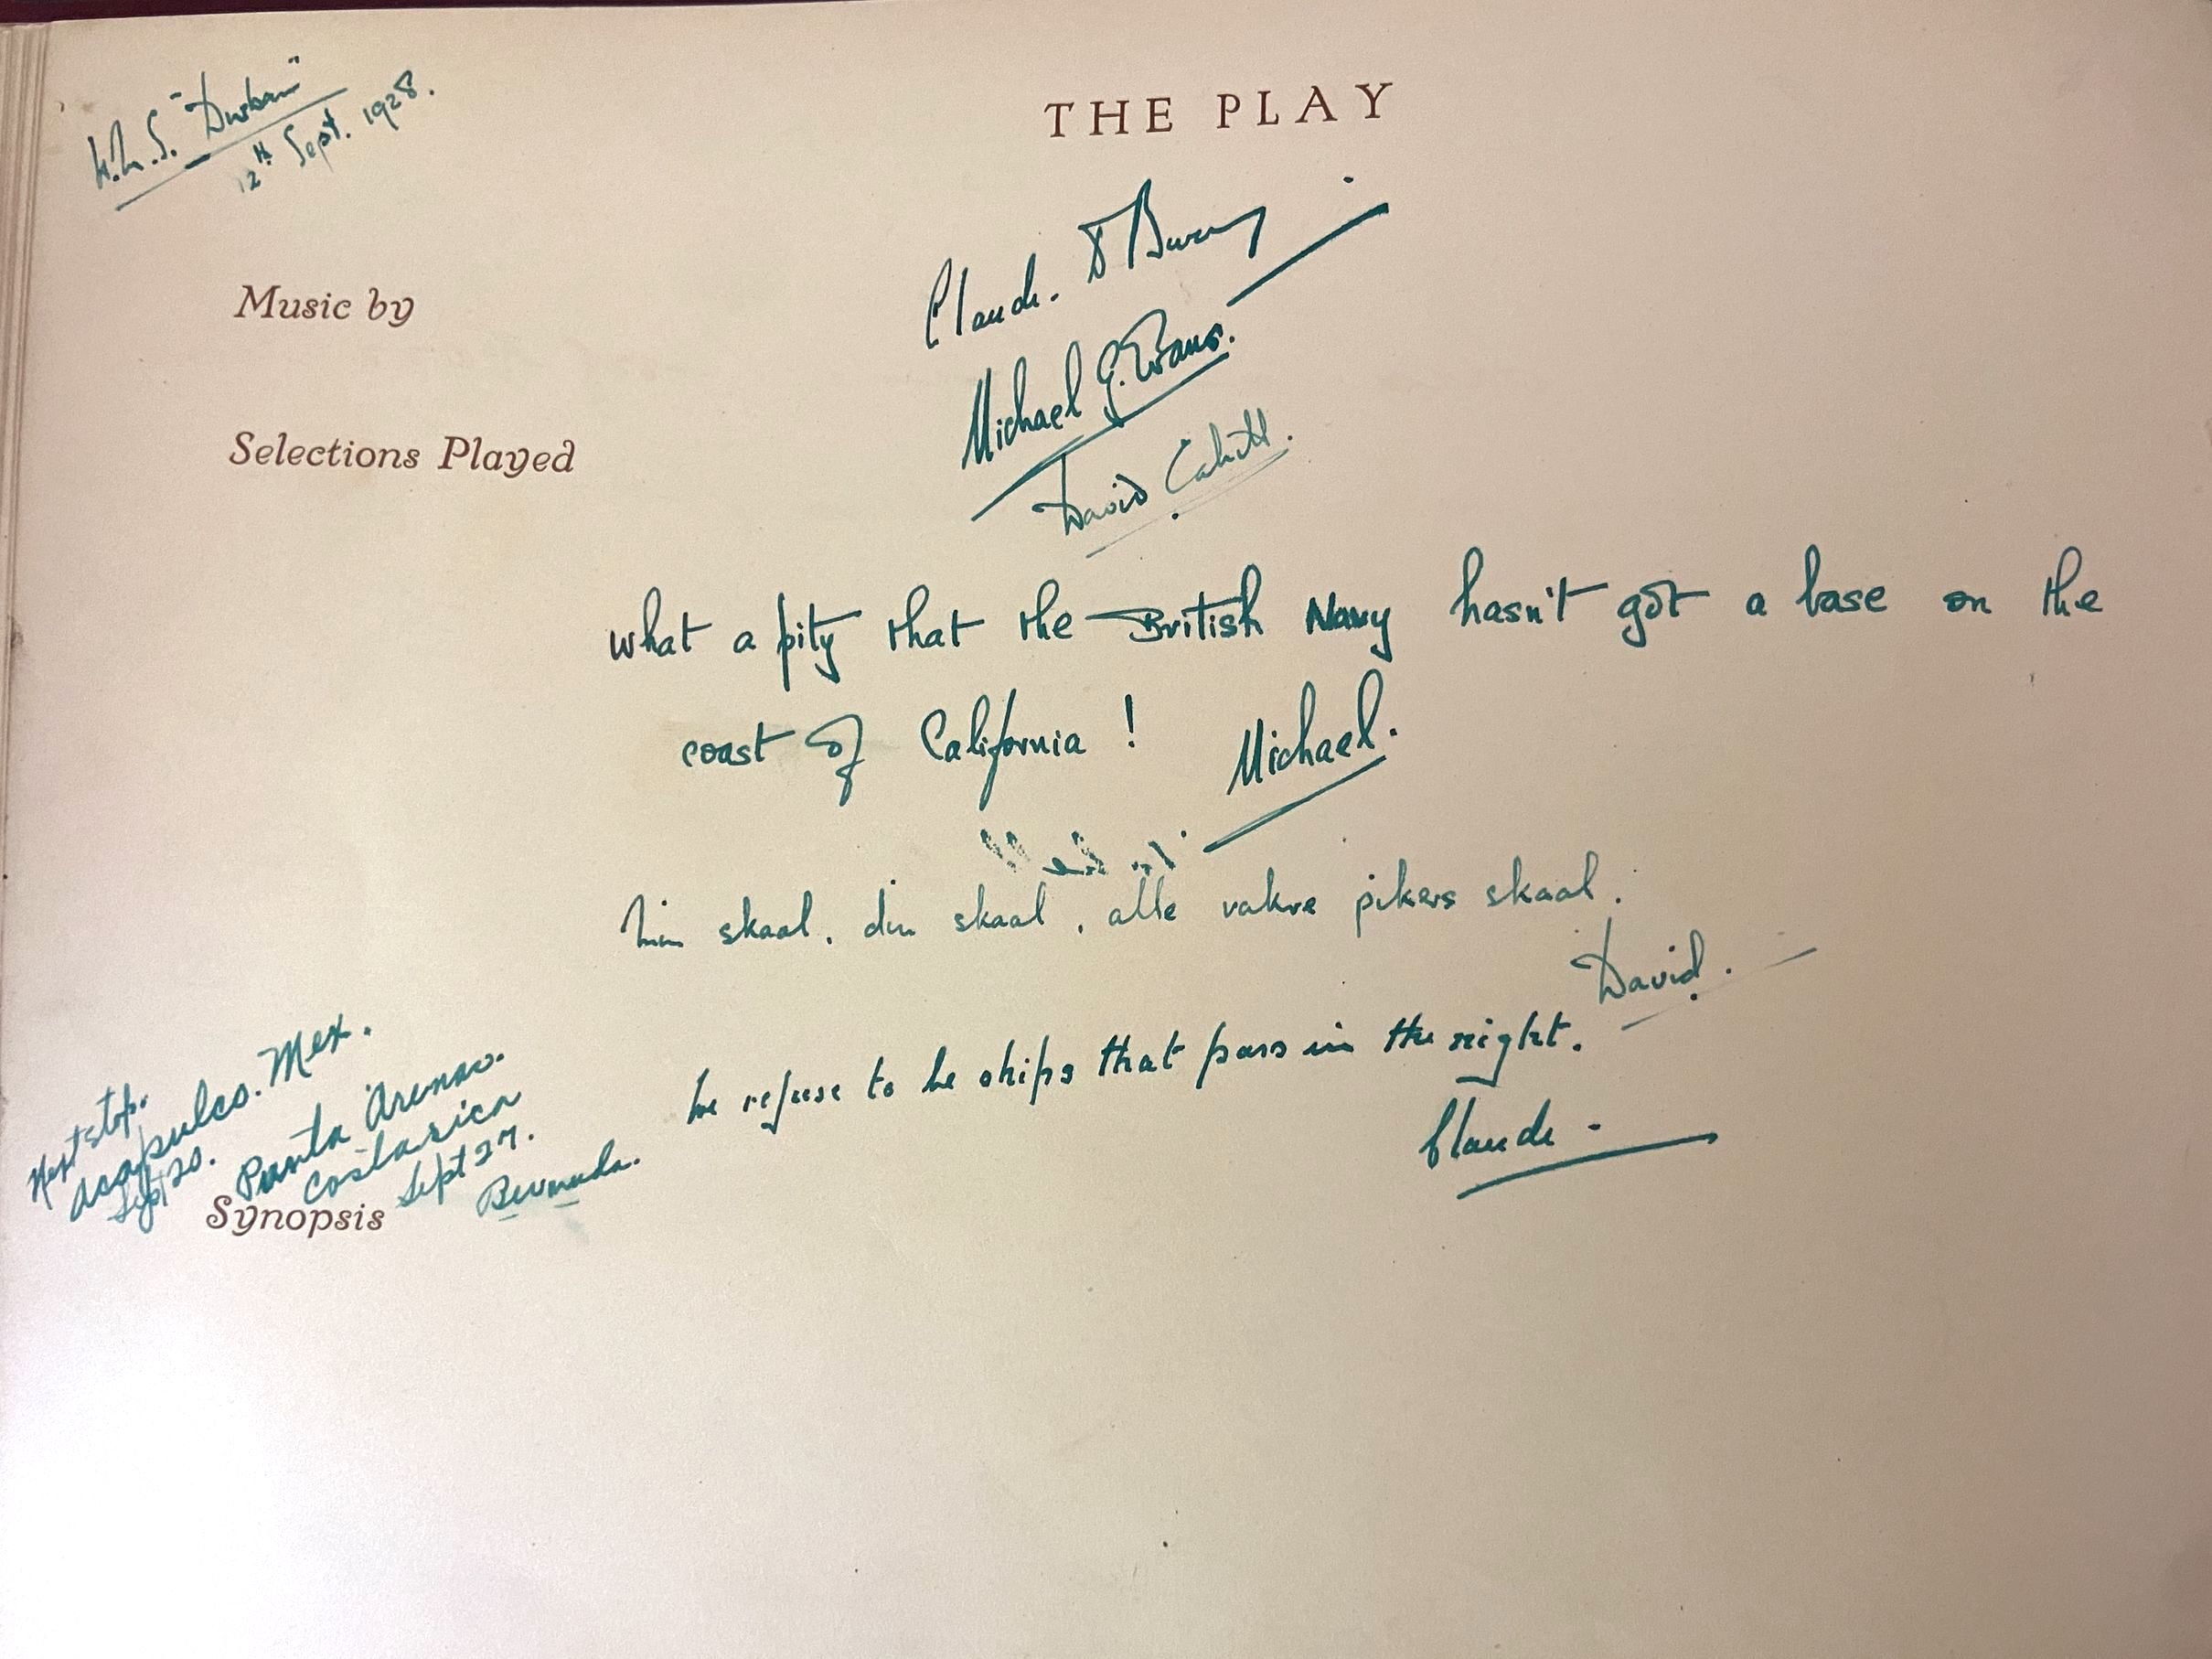 H.M.S. "Durban"
12th Sept. 1928.
THE PLAY
Claude.
Music by
Michael G. Evans.
Selections Played
David Cahill.
What a pity that the British Navy hasn't got a base on the
coast of California !
Michael.
Min skaal, din skaal, alle vakre pikers skaal.
David.
We refuse to be ships that pass in the night.
Claude -
Next stop.
Acapulco. Mex.
Sept 20.
Punta Arenas.
Costa rica
Sept 27.
Bermuda.
Synopsis